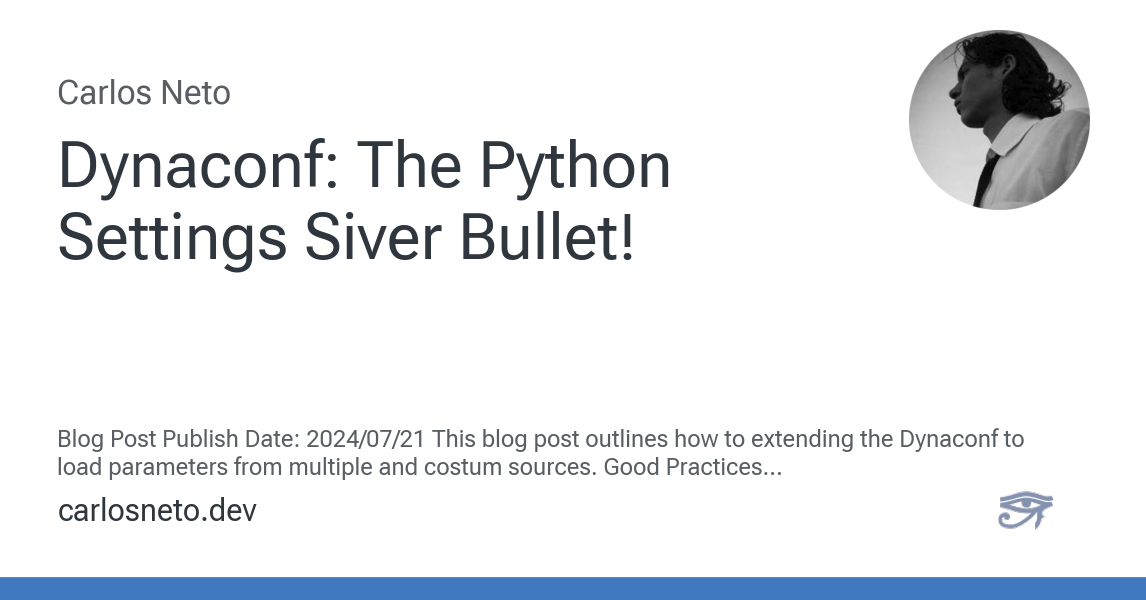 Carlos Neto
Dynaconf: The Python
Settings Siver Bullet!
Blog Post Publish Date: 2024/07/21 This blog post outlines how to extending the Dynaconf to
load parameters from multiple and costum sources. Good Practices...
carlosneto.dev